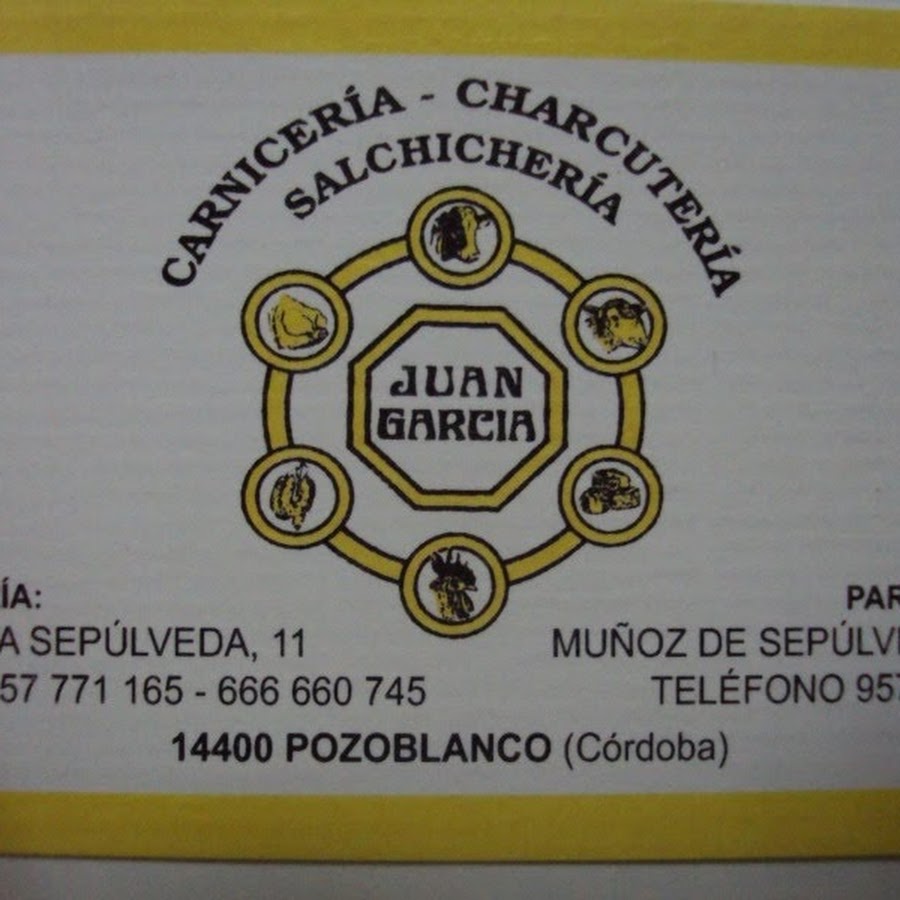 CARNICERÍA - CHARCUTERÍA
SALCHICHERÍA
JUAN
GARCIA
ÍA:
A SEPÚLVEDA, 11
57 771 165 - 666 660 745
PAR
MUÑOZ DE SEPÚLV
TELÉFONO 957
14400 POZOBLANCO (Córdoba)